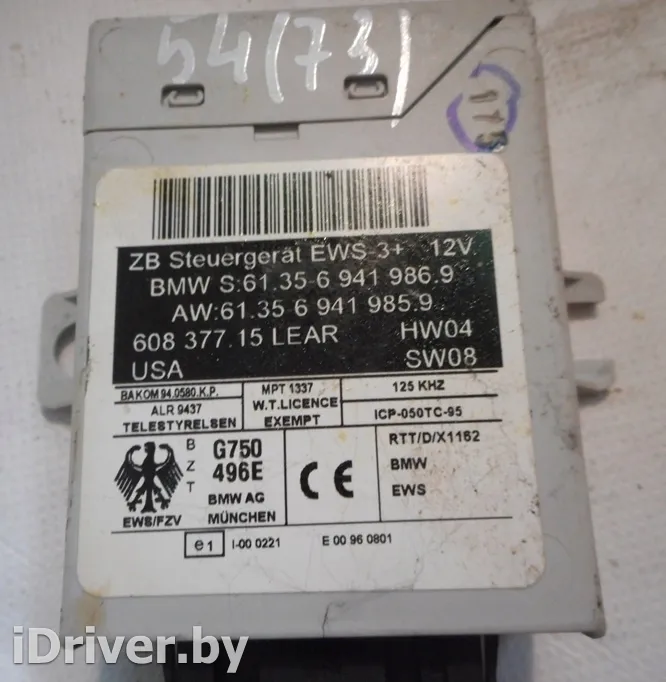 54(73)
115
ZB Steuergerät EWS-3+ 12V.
BMW S:61.35-6 941 986.9
AW:61.35 6 941 985.9
608 377.15 LEAR HW04
USA SW08
BAKOM 94.0580.K.P.
MPT 1337
125 KHZ
ALR 9437
TELESTYRELSEN
W.T.LICENCE
EXEMPT
ICP-050TC-95
B
Z
T
EWS/FZV
G750
496E
BMW AG
MÜNCHEN
CE
RTT/D/X1162
BMW
EWS
e1 I-00 0221 E 00 96 0801
iDriver.by